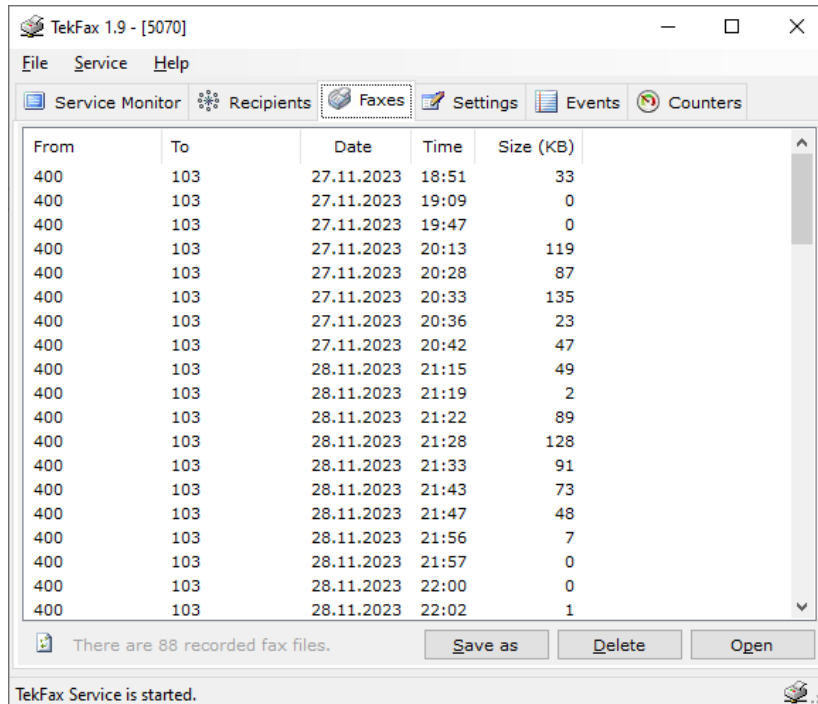 TekFax 1.9 - [5070]
File Service Help
Service Monitor Recipients Faxes Settings Events Counters
From To Date Time Size (KB)
400 103 27.11.2023 18:51 33
400 103 27.11.2023 19:09 0
400 103 27.11.2023 19:47 0
400 103 27.11.2023 20:13 119
400 103 27.11.2023 20:28 87
400 103 27.11.2023 20:33 135
400 103 27.11.2023 20:36 23
400 103 27.11.2023 20:42 47
400 103 28.11.2023 21:15 49
400 103 28.11.2023 21:19 2
400 103 28.11.2023 21:22 89
400 103 28.11.2023 21:28 128
400 103 28.11.2023 21:33 91
400 103 28.11.2023 21:43 73
400 103 28.11.2023 21:47 48
400 103 28.11.2023 21:56 7
400 103 28.11.2023 21:57 0
400 103 28.11.2023 22:00 0
400 103 28.11.2023 22:02 1
There are 88 recorded fax files. Save as Delete Open
TekFax Service is started.